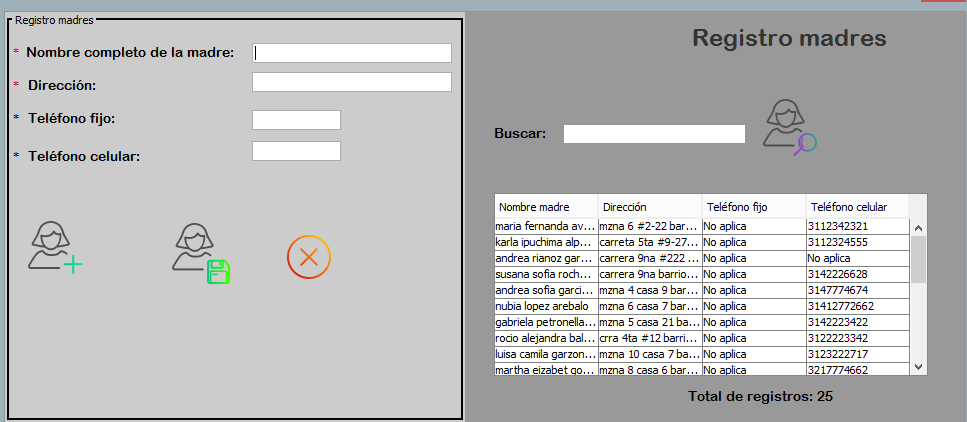 Registro madres
* Nombre completo de la madre:
* Dirección:
* Teléfono fijo:
* Teléfono celular:
Registro madres
Buscar:
Nombre madre Dirección Teléfono fijo Teléfono celular
maria fernanda av... mzna 6 #2-22 bar... No aplica 3112342321
karla ipuchima alp... carreta 5ta #9-27... No aplica 3112324555
andrea rianoz gar... carrera 9na #222 ... No aplica No aplica
susana sofia roch... carrera 9na barrio... No aplica 3142226628
andrea sofia garci... mzna 4 casa 9 bar... No aplica 3147774674
nubia lopez arebalo mzna 6 casa 7 bar... No aplica 31412772662
gabriela petronella... mzna 5 casa 21 ba... No aplica 3142223422
rocio alejandra bal... crra 4ta #12 barri... No aplica 3122223342
luisa camila garzon... mzna 10 casa 7 ba... No aplica 3123222717
martha eizabet go... mzna 8 casa 6 bar... No aplica 3217774662
Total de registros: 25